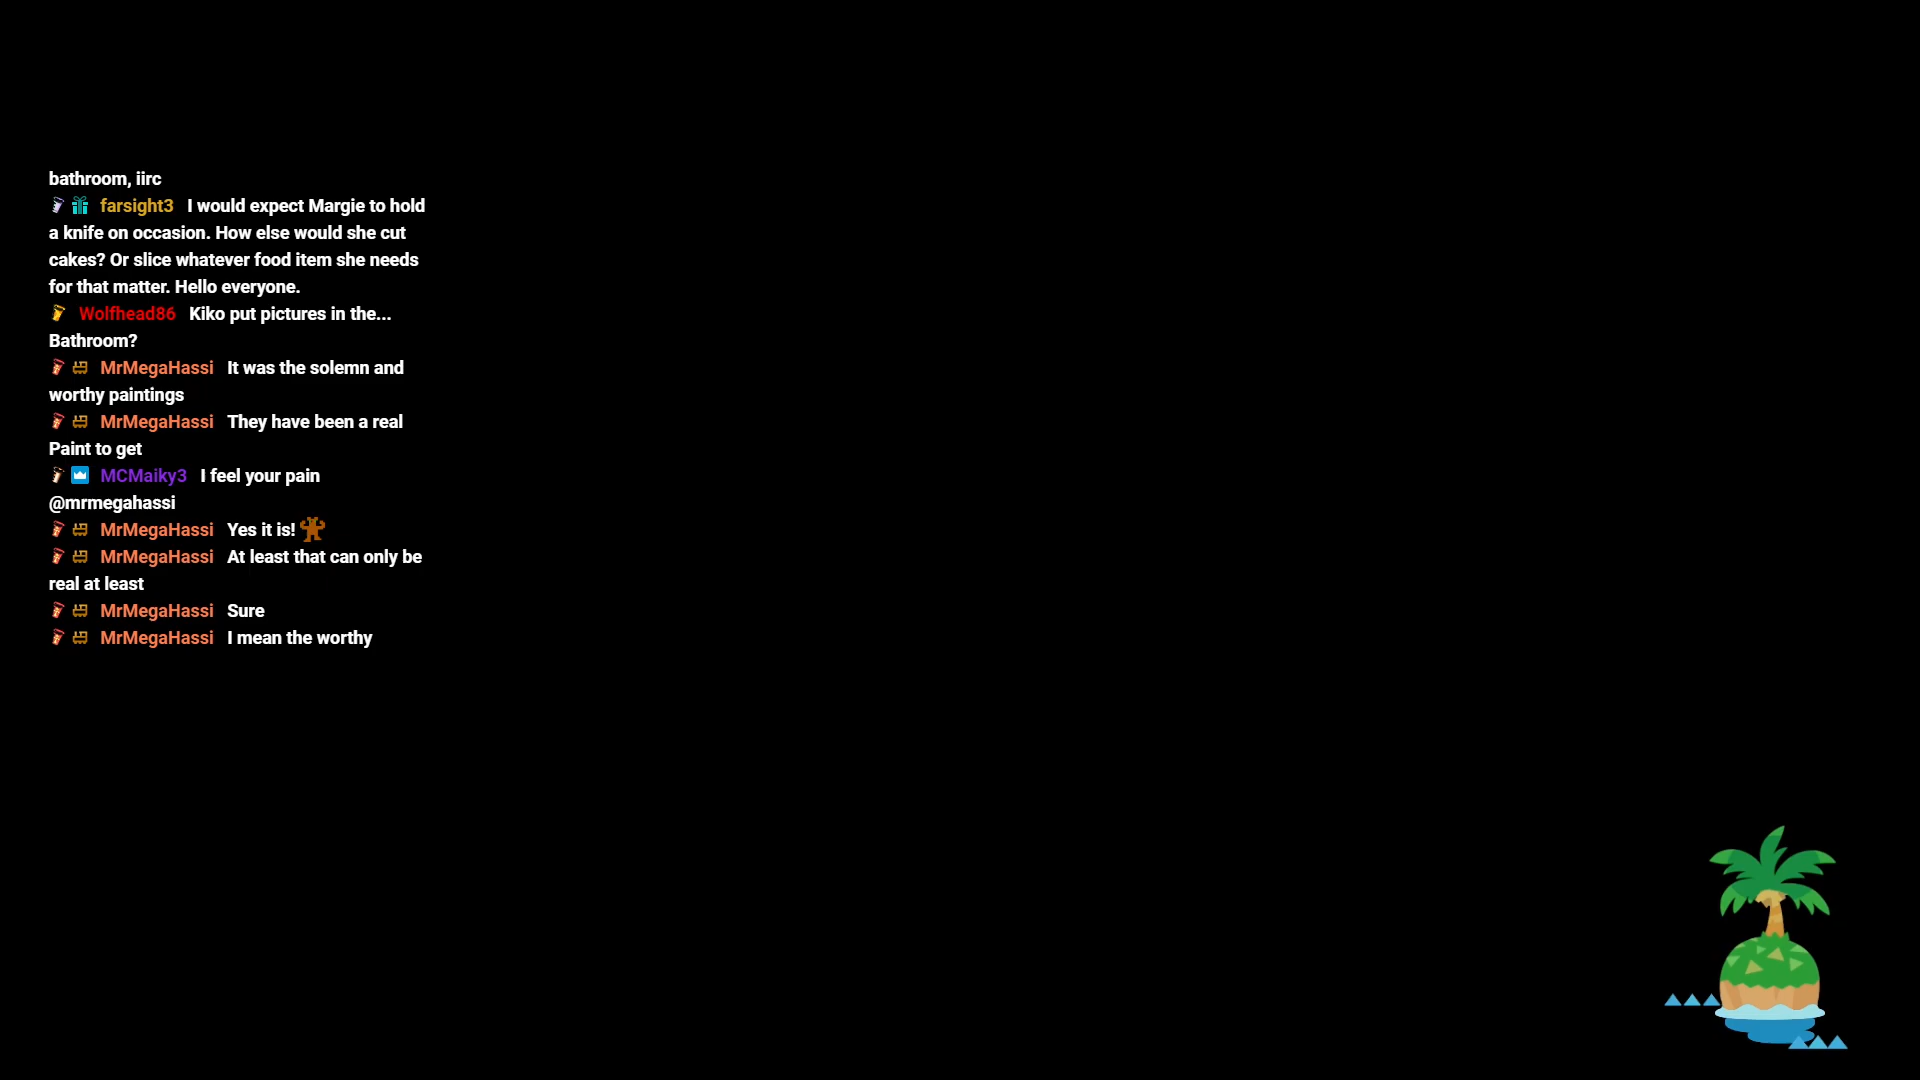 bathroom, iirc
farsight3 I would expect Margie to hold
a knife on occasion. How else would she cut
cakes? Or slice whatever food item she needs
for that matter. Hello everyone.
Wolfhead86 Kiko put pictures in the...
Bathroom?
MrMegaHassi It was the solemn and
worthy paintings
MrMegaHassi They have been a real
Paint to get
MCMaiky3 I feel your pain
@mrmegahassi
MrMegaHassi Yes it is!
MrMegaHassi At least that can only be
real at least
MrMegaHassi Sure
MrMegaHassi I mean the worthy